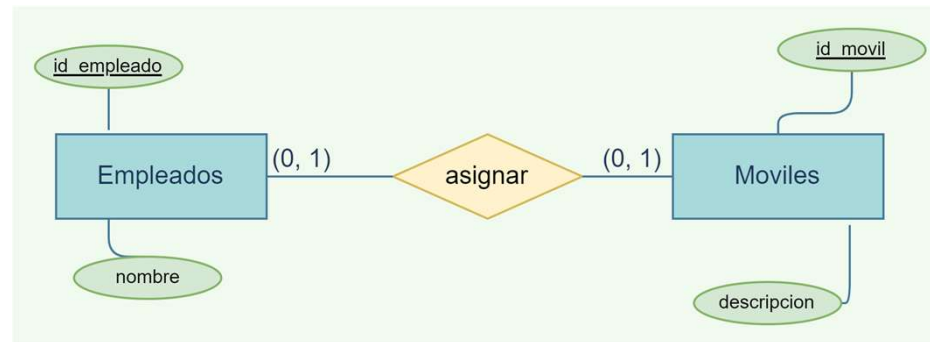 id_empleado
id_movil
Empleados
(0, 1)
asignar
(0, 1)
Moviles
nombre
descripcion